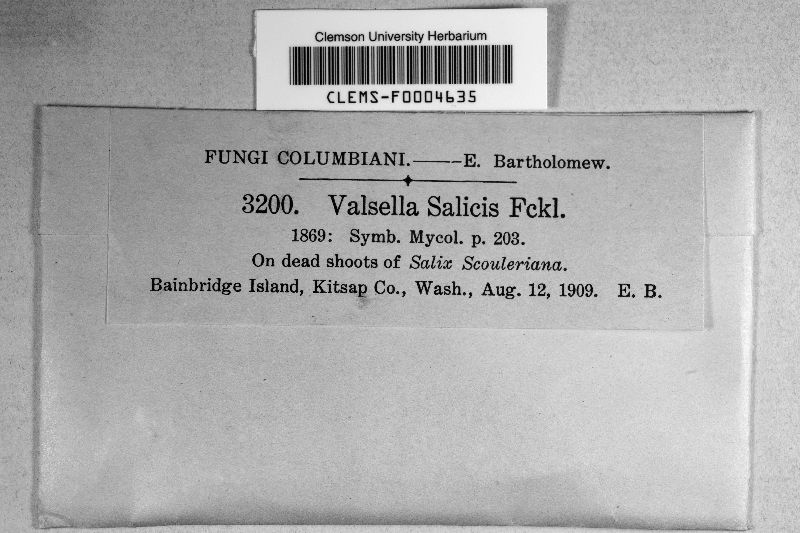 Clemson University Herbarium
CLEMS-F0004635
FUNGI COLUMBIANI.——E. Bartholomew.
3200. Valsella Salicis Fckl.
1869: Symb. Mycol. p. 203.
On dead shoots of Salix Scouleriana.
Bainbridge Island, Kitsap Co., Wash., Aug. 12, 1909. E. B.